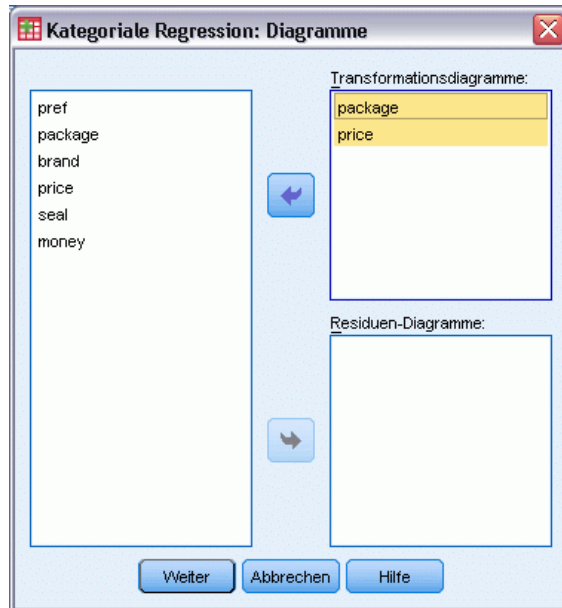 Kategoriale Regression: Diagramme
pref
package
brand
price
seal
money
Transformationsdiagramme:
package
price
Residuen-Diagramme:
Weiter
Abbrechen
Hilfe